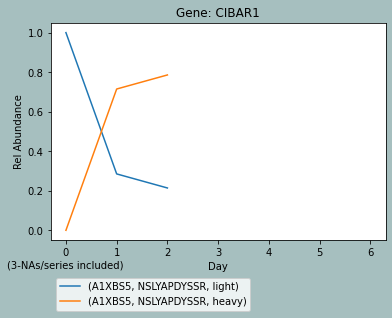 Gene: CIBAR1
1.0
0.8
0.6
0.4
0.2
0.0
Rel Abundance
0 1 2 3 4 5 6
(3-NAs/series included)
Day
(A1XBS5, NSLYAPDYSSR, light)
(A1XBS5, NSLYAPDYSSR, heavy)